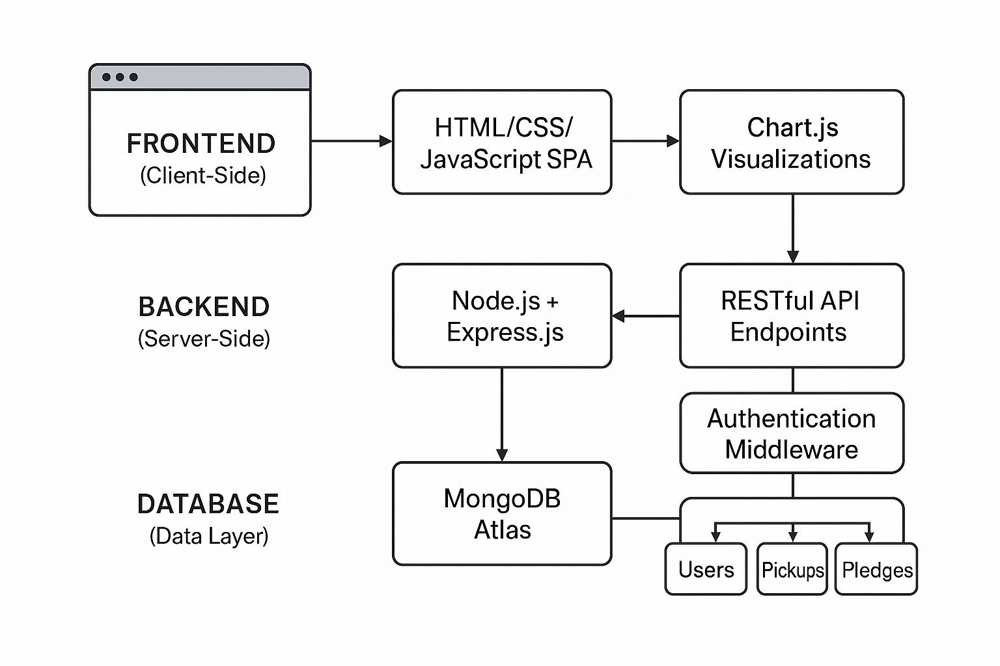 FRONTEND
(Client-Side)
HTML/CSS/
JavaScript SPA
Chart.js
Visualizations
BACKEND
(Server-Side)
Node.js +
Express.js
RESTful API
Endpoints
Authentication
Middleware
DATABASE
(Data Layer)
MongoDB
Atlas
Users
Pickups
Pledges